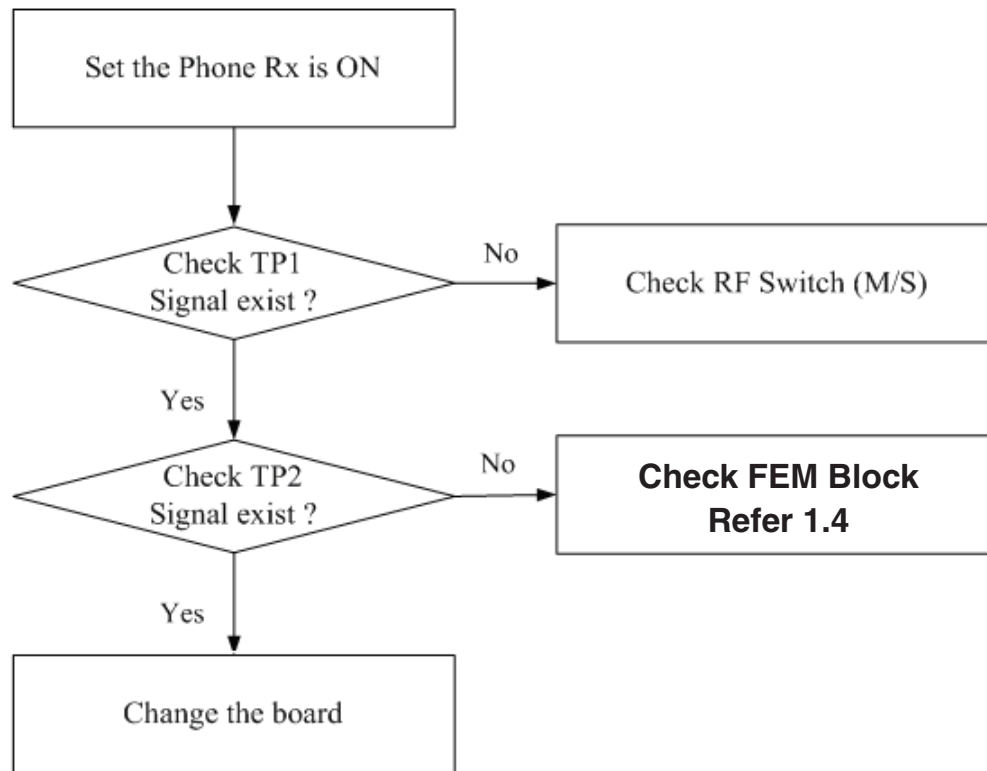 Set the Phone Rx is ON
Check TP1
Signal exist ?
No
Check RF Switch (M/S)
Yes
Check TP2
Signal exist ?
No
Check FEM Block
Refer 1.4
Yes
Change the board